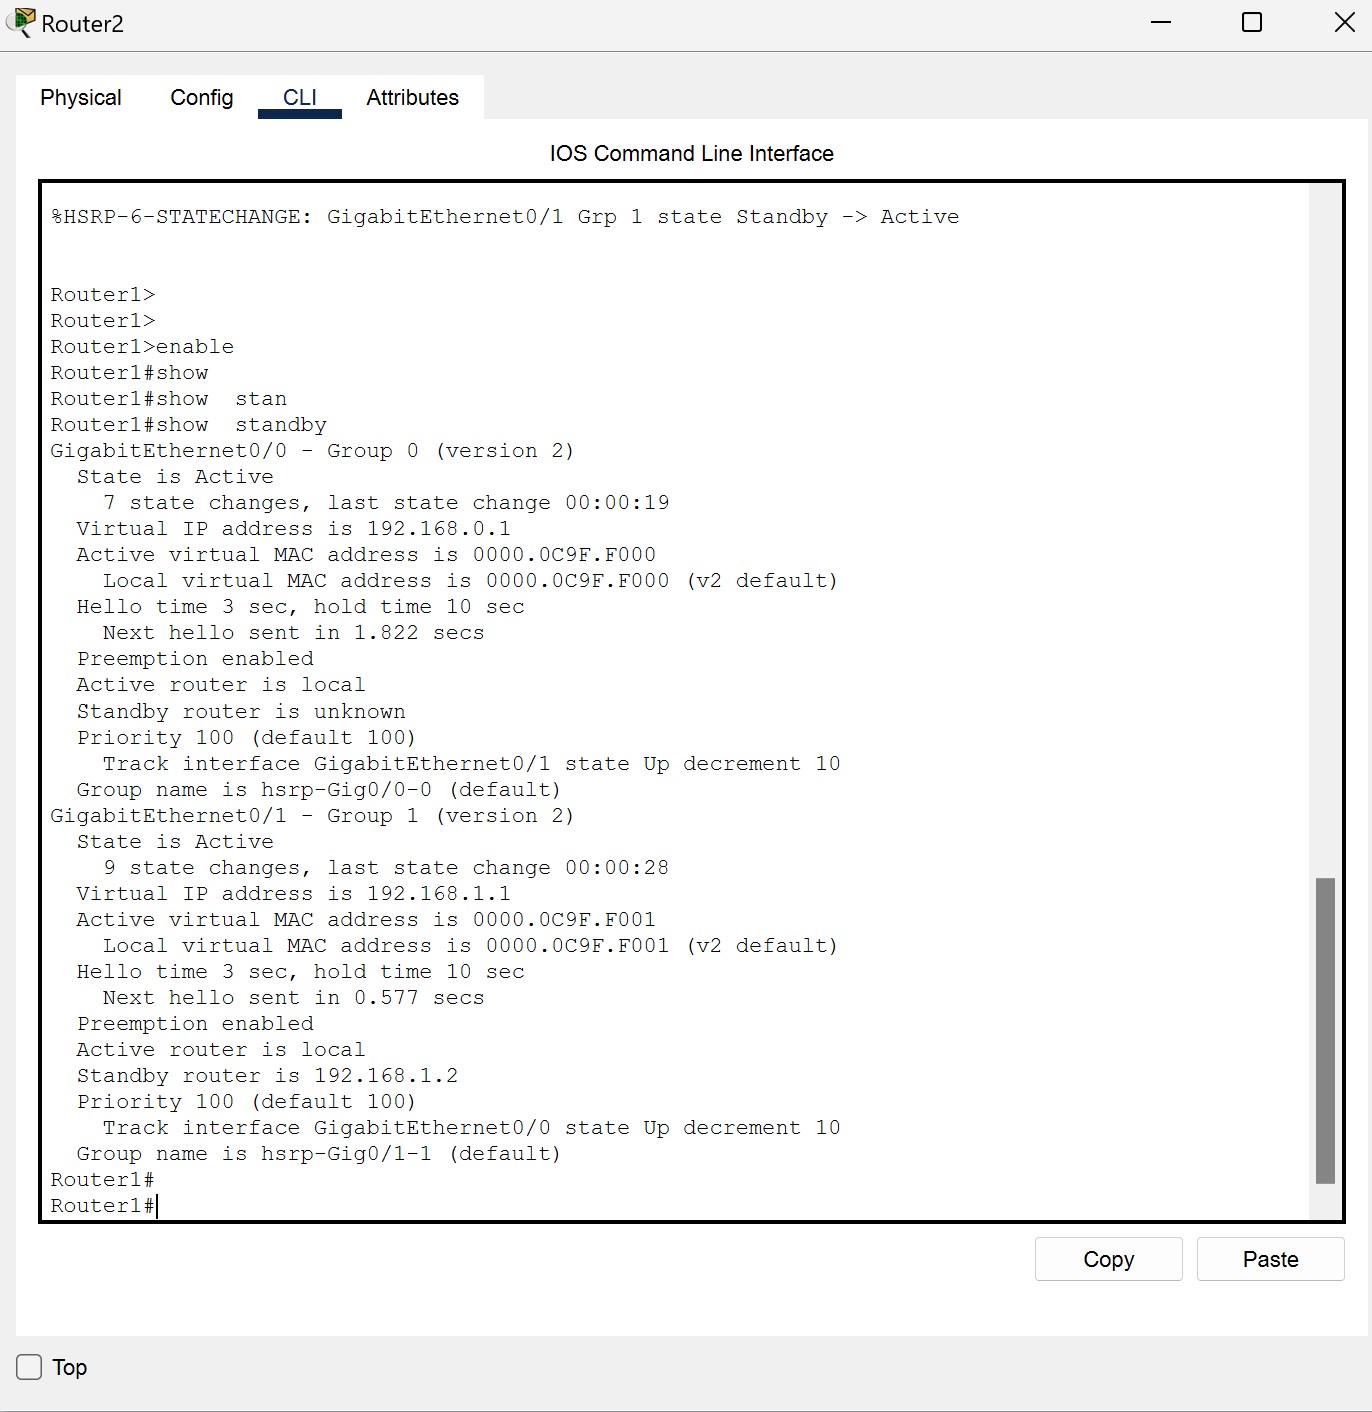 Router2
Physical Config CLI Attributes
IOS Command Line Interface
%HSRP-6-STATECHANGE: GigabitEthernet0/1 Grp 1 state Standby -> Active
Router1>
Router1>
Router1>enable
Router1#show
Router1#show  stan
Router1#show  standby
GigabitEthernet0/0 - Group 0 (version 2)
  State is Active
    7 state changes, last state change 00:00:19
  Virtual IP address is 192.168.0.1
  Active virtual MAC address is 0000.0C9F.F000
    Local virtual MAC address is 0000.0C9F.F000 (v2 default)
  Hello time 3 sec, hold time 10 sec
    Next hello sent in 1.822 secs
  Preemption enabled
  Active router is local
  Standby router is unknown
  Priority 100 (default 100)
    Track interface GigabitEthernet0/1 state Up decrement 10
  Group name is hsrp-Gig0/0-0 (default)
GigabitEthernet0/1 - Group 1 (version 2)
  State is Active
    9 state changes, last state change 00:00:28
  Virtual IP address is 192.168.1.1
  Active virtual MAC address is 0000.0C9F.F001
    Local virtual MAC address is 0000.0C9F.F001 (v2 default)
  Hello time 3 sec, hold time 10 sec
    Next hello sent in 0.577 secs
  Preemption enabled
  Active router is local
  Standby router is 192.168.1.2
  Priority 100 (default 100)
    Track interface GigabitEthernet0/0 state Up decrement 10
  Group name is hsrp-Gig0/1-1 (default)
Router1#
Router1#
Copy Paste
Top